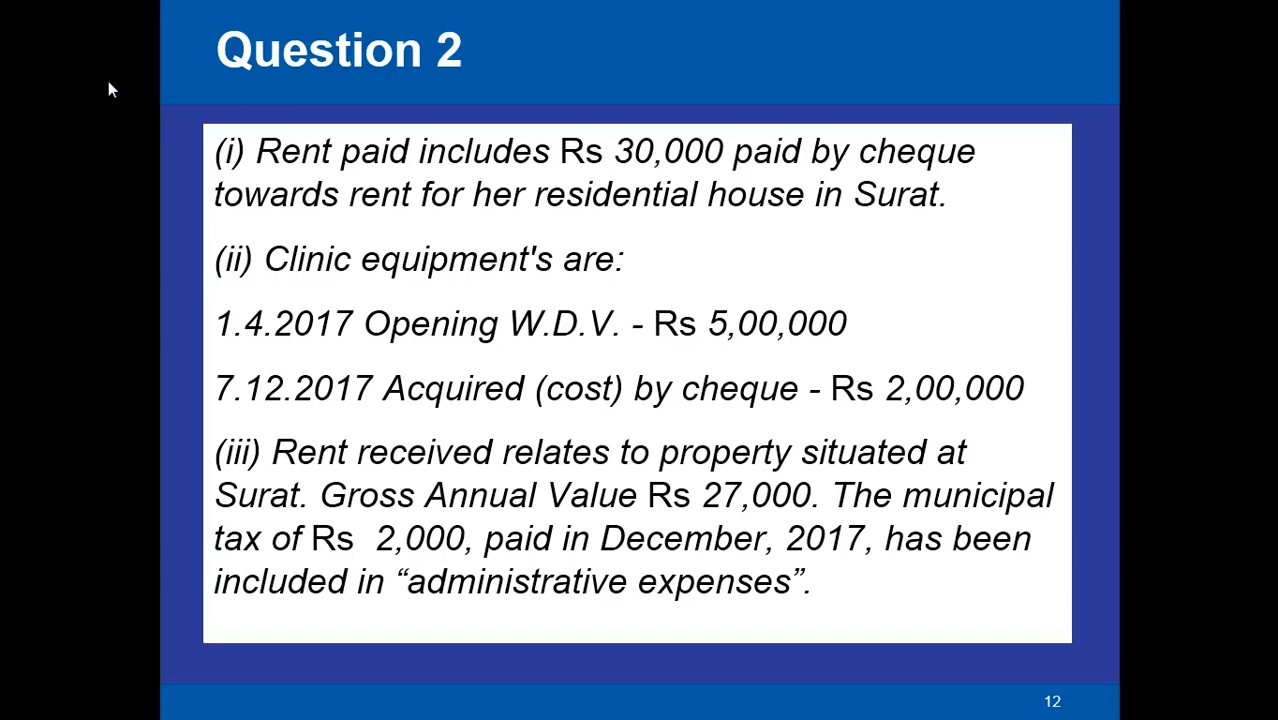 Question 2
(i) Rent paid includes Rs 30,000 paid by cheque
towards rent for her residential house in Surat.
(ii) Clinic equipment's are:
1.4.2017 Opening W.D.V. - Rs 5,00,000
7.12.2017 Acquired (cost) by cheque - Rs 2,00,000
(iii) Rent received relates to property situated at
Surat. Gross Annual Value Rs 27,000. The municipal
tax of Rs  2,000, paid in December, 2017, has been
included in “administrative expenses”.
12